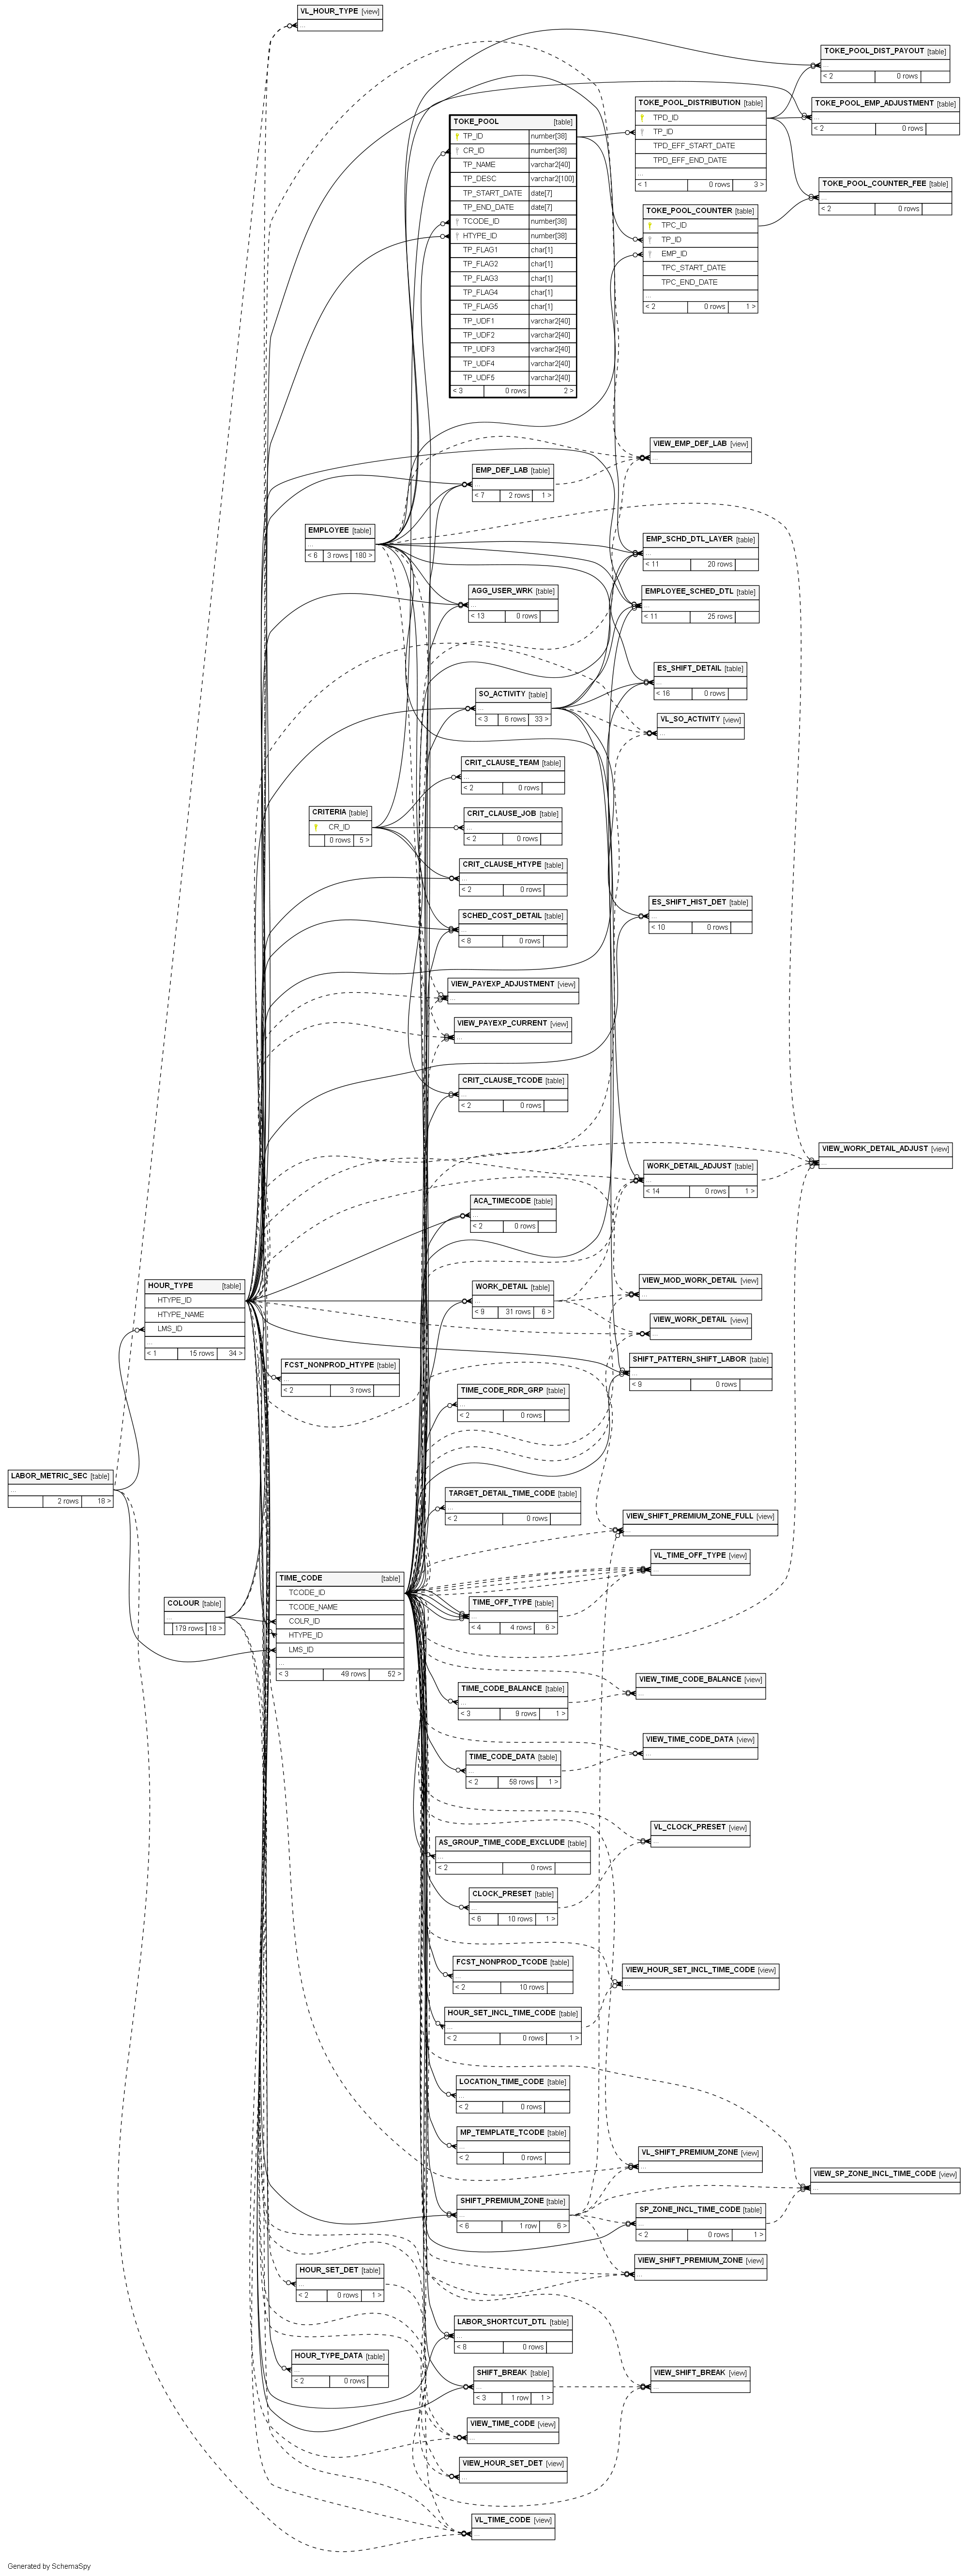 VL_HOUR_TYPE [view]
...
TOKE_POOL_DIST_PAYOUT [table]
...
< 2 0 rows
TOKE_POOL_EMP_ADJUSTMENT [table]
...
< 2 0 rows
TOKE_POOL_DISTRIBUTION [table]
TPD_ID
TP_ID
TPD_EFF_START_DATE
TPD_EFF_END_DATE
...
< 1 0 rows 3 >
TOKE_POOL [table]
TP_ID number[38]
CR_ID number[38]
TP_NAME varchar2[40]
TP_DESC varchar2[100]
TP_START_DATE date[7]
TP_END_DATE date[7]
TCODE_ID number[38]
HTYPE_ID number[38]
TP_FLAG1 char[1]
TP_FLAG2 char[1]
TP_FLAG3 char[1]
TP_FLAG4 char[1]
TP_FLAG5 char[1]
TP_UDF1 varchar2[40]
TP_UDF2 varchar2[40]
TP_UDF3 varchar2[40]
TP_UDF4 varchar2[40]
TP_UDF5 varchar2[40]
< 3 0 rows 2 >
TOKE_POOL_COUNTER_FEE [table]
...
< 2 0 rows
TOKE_POOL_COUNTER [table]
TPC_ID
TP_ID
EMP_ID
TPC_START_DATE
TPC_END_DATE
...
< 2 0 rows 1 >
VIEW_EMP_DEF_LAB [view]
...
EMP_DEF_LAB [table]
...
< 7 2 rows 1 >
EMPLOYEE [table]
...
< 6 3 rows 180 >
EMP_SCHD_DTL_LAYER [table]
...
< 11 20 rows
AGG_USER_WRK [table]
...
< 13 0 rows
EMPLOYEE_SCHED_DTL [table]
...
< 11 25 rows
ES_SHIFT_DETAIL [table]
...
< 16 0 rows
SO_ACTIVITY [table]
...
< 3 6 rows 33 >
VL_SO_ACTIVITY [view]
...
CRIT_CLAUSE_TEAM [table]
...
< 2 0 rows
CRITERIA [table]
CR_ID
0 rows 5 >
CRIT_CLAUSE_JOB [table]
...
< 2 0 rows
CRIT_CLAUSE_HTYPE [table]
...
< 2 0 rows
ES_SHIFT_HIST_DET [table]
...
< 10 0 rows
SCHED_COST_DETAIL [table]
...
< 8 0 rows
VIEW_PAYEXP_ADJUSTMENT [view]
...
VIEW_PAYEXP_CURRENT [view]
...
CRIT_CLAUSE_TCODE [table]
...
< 2 0 rows
VIEW_WORK_DETAIL_ADJUST [view]
...
WORK_DETAIL_ADJUST [table]
...
< 14 0 rows 1 >
ACA_TIMECODE [table]
...
< 2 0 rows
HOUR_TYPE [table]
HTYPE_ID
HTYPE_NAME
LMS_ID
...
< 1 15 rows 34 >
WORK_DETAIL [table]
...
< 9 31 rows 6 >
VIEW_MOD_WORK_DETAIL [view]
...
VIEW_WORK_DETAIL [view]
...
FCST_NONPROD_HTYPE [table]
...
< 2 3 rows
SHIFT_PATTERN_SHIFT_LABOR [table]
...
< 9 0 rows
TIME_CODE_RDR_GRP [table]
...
< 2 0 rows
LABOR_METRIC_SEC [table]
...
2 rows 18 >
TARGET_DETAIL_TIME_CODE [table]
...
< 2 0 rows
VIEW_SHIFT_PREMIUM_ZONE_FULL [view]
...
VL_TIME_OFF_TYPE [view]
...
TIME_CODE [table]
TCODE_ID
TCODE_NAME
COLR_ID
HTYPE_ID
LMS_ID
...
< 3 49 rows 52 >
COLOUR [table]
...
179 rows 18 >
TIME_OFF_TYPE [table]
...
< 4 4 rows 6 >
VIEW_TIME_CODE_BALANCE [view]
...
TIME_CODE_BALANCE [table]
...
< 3 9 rows 1 >
VIEW_TIME_CODE_DATA [view]
...
TIME_CODE_DATA [table]
...
< 2 58 rows 1 >
VL_CLOCK_PRESET [view]
...
AS_GROUP_TIME_CODE_EXCLUDE [table]
...
< 2 0 rows
CLOCK_PRESET [table]
...
< 6 10 rows 1 >
FCST_NONPROD_TCODE [table]
...
< 2 10 rows
VIEW_HOUR_SET_INCL_TIME_CODE [view]
...
HOUR_SET_INCL_TIME_CODE [table]
...
< 2 0 rows 1 >
LOCATION_TIME_CODE [table]
...
< 2 0 rows
MP_TEMPLATE_TCODE [table]
...
< 2 0 rows
VL_SHIFT_PREMIUM_ZONE [view]
...
VIEW_SP_ZONE_INCL_TIME_CODE [view]
...
SHIFT_PREMIUM_ZONE [table]
...
< 6 1 row 6 >
SP_ZONE_INCL_TIME_CODE [table]
...
< 2 0 rows 1 >
VIEW_SHIFT_PREMIUM_ZONE [view]
...
HOUR_SET_DET [table]
...
< 2 0 rows 1 >
LABOR_SHORTCUT_DTL [table]
...
< 8 0 rows
HOUR_TYPE_DATA [table]
...
< 2 0 rows
SHIFT_BREAK [table]
...
< 3 1 row 1 >
VIEW_SHIFT_BREAK [view]
...
VIEW_TIME_CODE [view]
...
VIEW_HOUR_SET_DET [view]
...
VL_TIME_CODE [view]
...
Generated by SchemaSpy